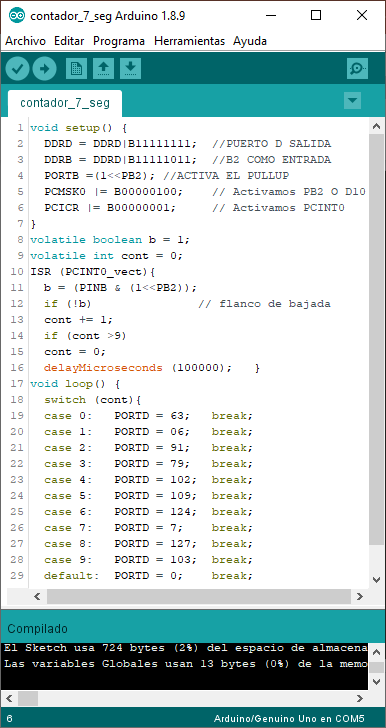 contador_7_seg Arduino 1.8.9
Archivo Editar Programa Herramientas Ayuda
contador_7_seg
1 void setup() {
2 DDRD = DDRD|B11111111; //PUERTO D SALIDA
3 DDRB = DDRD|B11111011; //B2 COMO ENTRADA
4 PORTB =(1<<PB2); //ACTIVA EL PULLUP
5 PCMSK0 |= B00000100; // Activamos PB2 O D10
6 PCICR |= B00000001; // Activamos PCINT0
7 }
8 volatile boolean b = 1;
9 volatile int cont = 0;
10 ISR (PCINT0_vect){
11 b = (PINB & (1<<PB2));
12 if (!b) // flanco de bajada
13 cont += 1;
14 if (cont >9)
15 cont = 0;
16 delayMicroseconds (100000); }
17 void loop() {
18 switch (cont){
19 case 0: PORTD = 63; break;
20 case 1: PORTD = 06; break;
21 case 2: PORTD = 91; break;
22 case 3: PORTD = 79; break;
23 case 4: PORTD = 102; break;
24 case 5: PORTD = 109; break;
25 case 6: PORTD = 124; break;
26 case 7: PORTD = 7; break;
27 case 8: PORTD = 127; break;
28 case 9: PORTD = 103; break;
29 default: PORTD = 0; break;
Compilado
El Sketch usa 724 bytes (2%) del espacio de almacena
Las variables Globales usan 13 bytes (0%) de la memo
6 Arduino/Genuino Uno en COM5